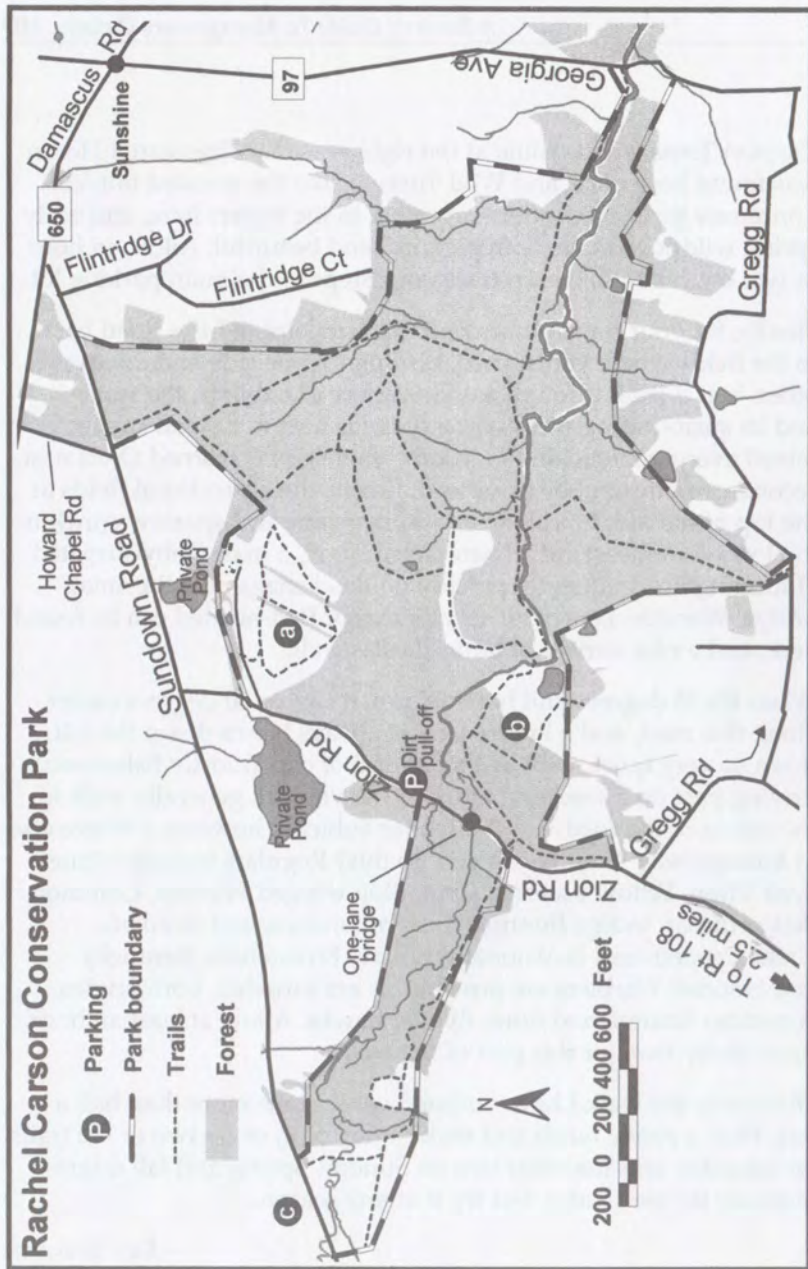 Rachel Carson Conservation Park
P Parking
Park boundary
Trails
Forest
Howard
Chapel Rd
650
Damascus
Rd
Sunshine
Flintridge Dr
Flintridge Ct
97
Georgia Ave
Sundown Road
Private
Pond
Private
Pond
a
Zion Rd
P
Dirt
pull-off
One-lane
bridge
b
c
Zion Rd
Gregg Rd
Gregg Rd
to Rt 108
2.5 miles
N
200 0 200 400 600
Feet